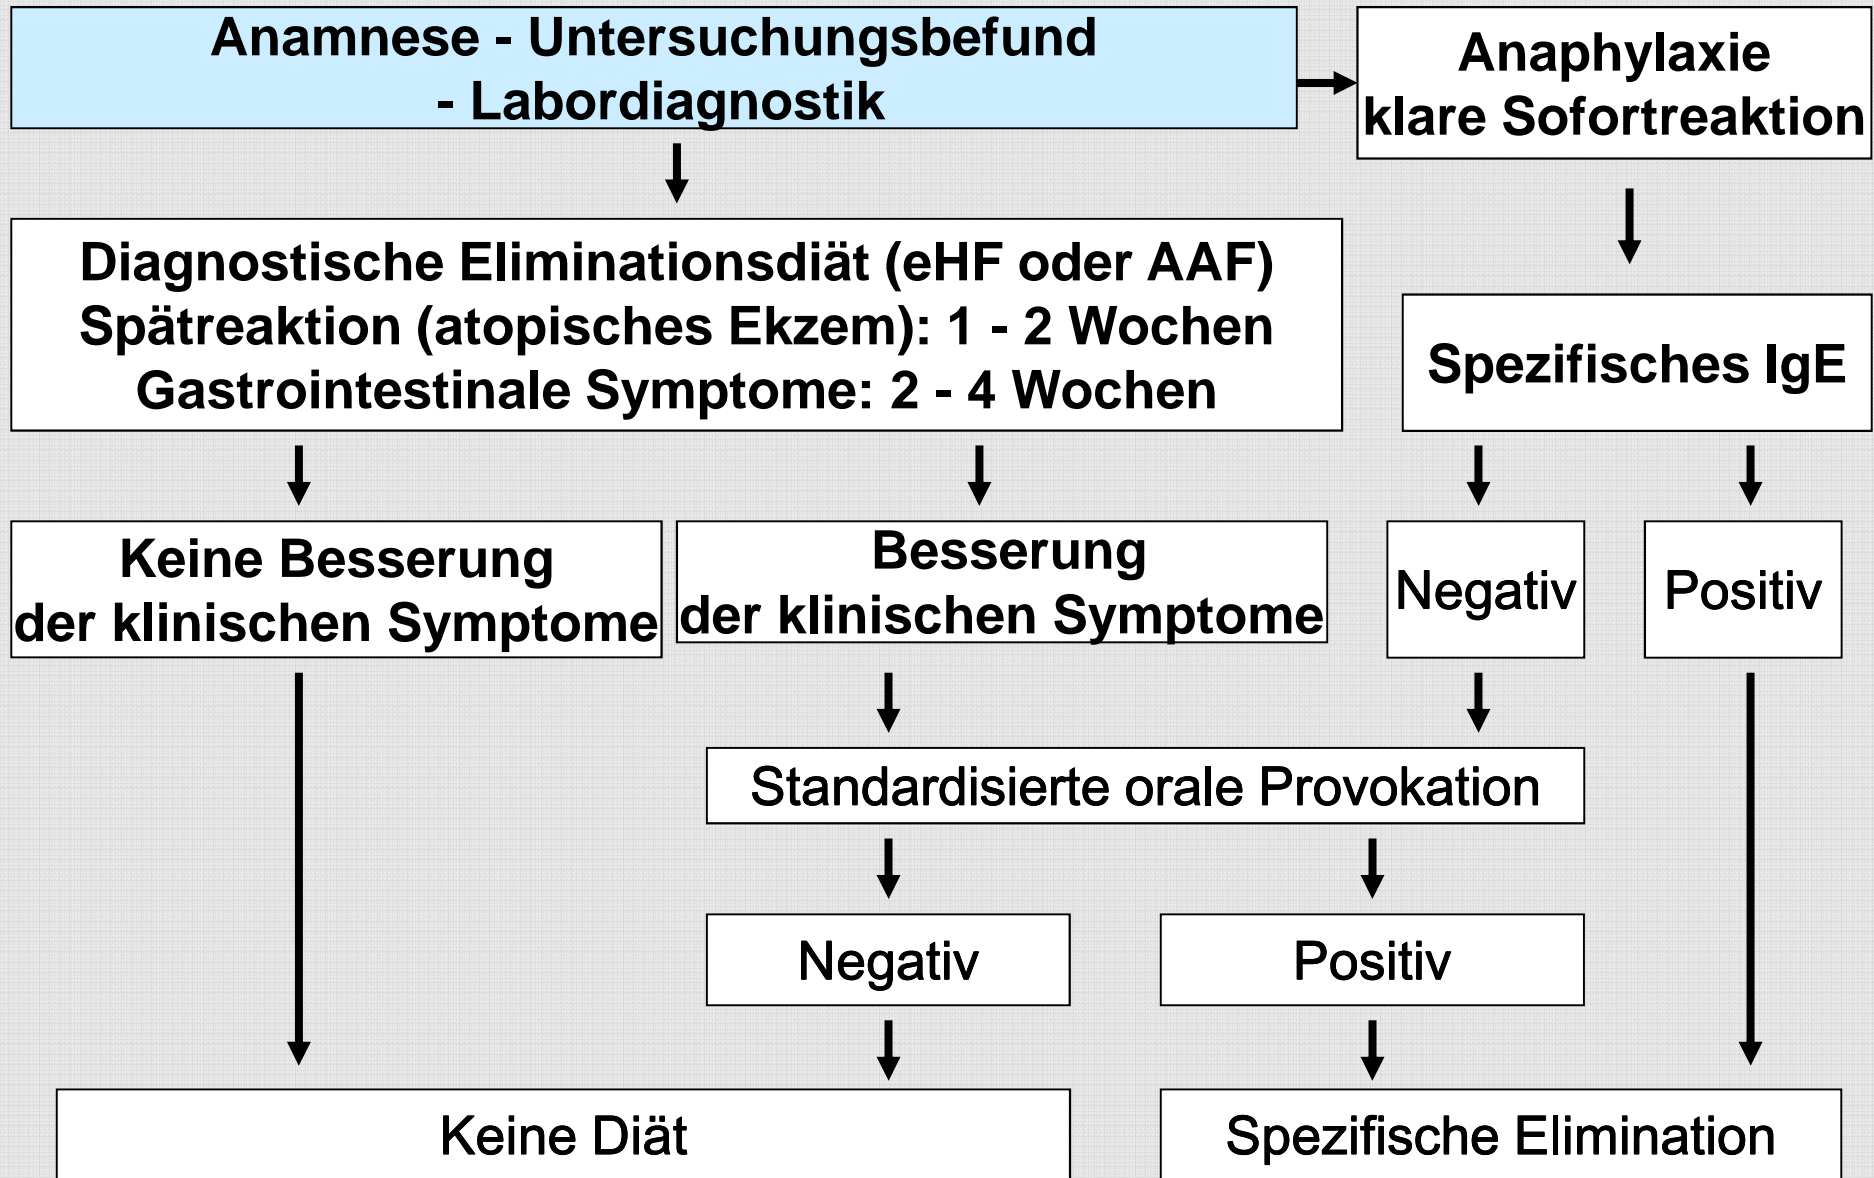 Anamnese - Untersuchungsbefund
- Labordiagnostik
Anaphylaxie
klare Sofortreaktion
Diagnostische Eliminationsdiät (eHF oder AAF)
Spätreaktion (atopisches Ekzem): 1 - 2 Wochen
Gastrointestinale Symptome: 2 - 4 Wochen
Spezifisches IgE
Keine Besserung
der klinischen Symptome
Besserung
der klinischen Symptome
Negativ
Positiv
Standardisierte orale Provokation
Negativ
Positiv
Keine Diät
Spezifische Elimination